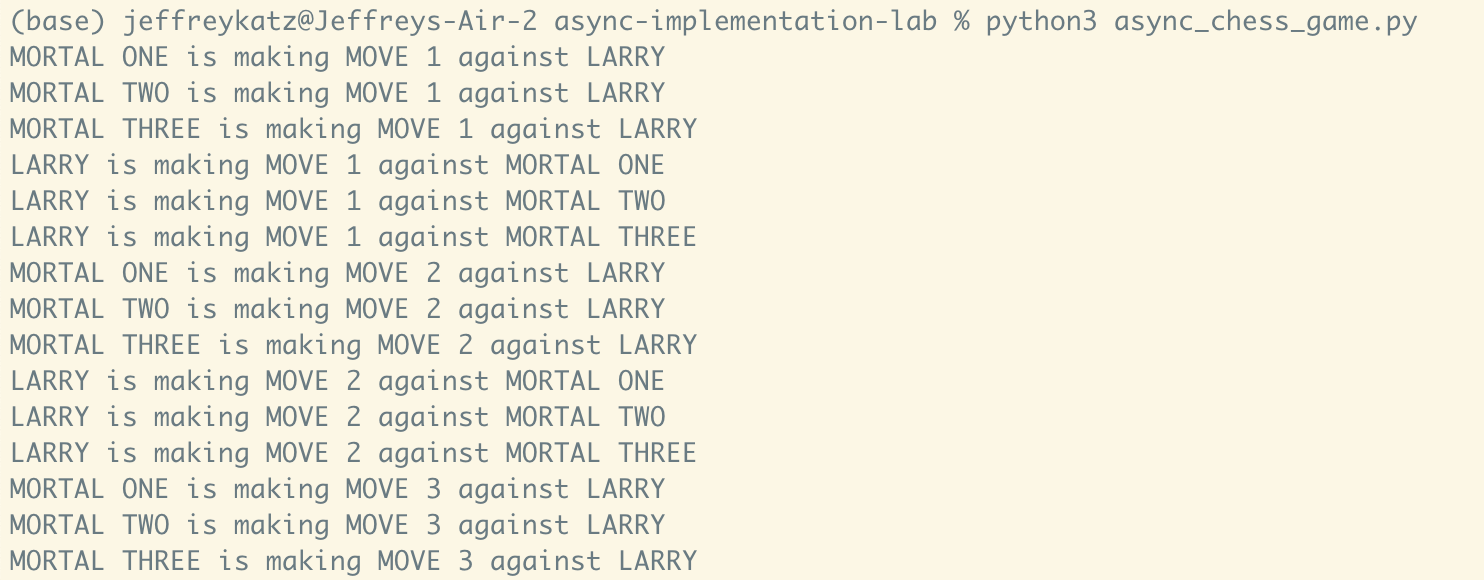 (base) jeffreykatz@Jeffreys-Air-2 async-implementation-lab % python3 async_chess_game.py
MORTAL ONE is making MOVE 1 against LARRY
MORTAL TWO is making MOVE 1 against LARRY
MORTAL THREE is making MOVE 1 against LARRY
LARRY is making MOVE 1 against MORTAL ONE
LARRY is making MOVE 1 against MORTAL TWO
LARRY is making MOVE 1 against MORTAL THREE
MORTAL ONE is making MOVE 2 against LARRY
MORTAL TWO is making MOVE 2 against LARRY
MORTAL THREE is making MOVE 2 against LARRY
LARRY is making MOVE 2 against MORTAL ONE
LARRY is making MOVE 2 against MORTAL TWO
LARRY is making MOVE 2 against MORTAL THREE
MORTAL ONE is making MOVE 3 against LARRY
MORTAL TWO is making MOVE 3 against LARRY
MORTAL THREE is making MOVE 3 against LARRY